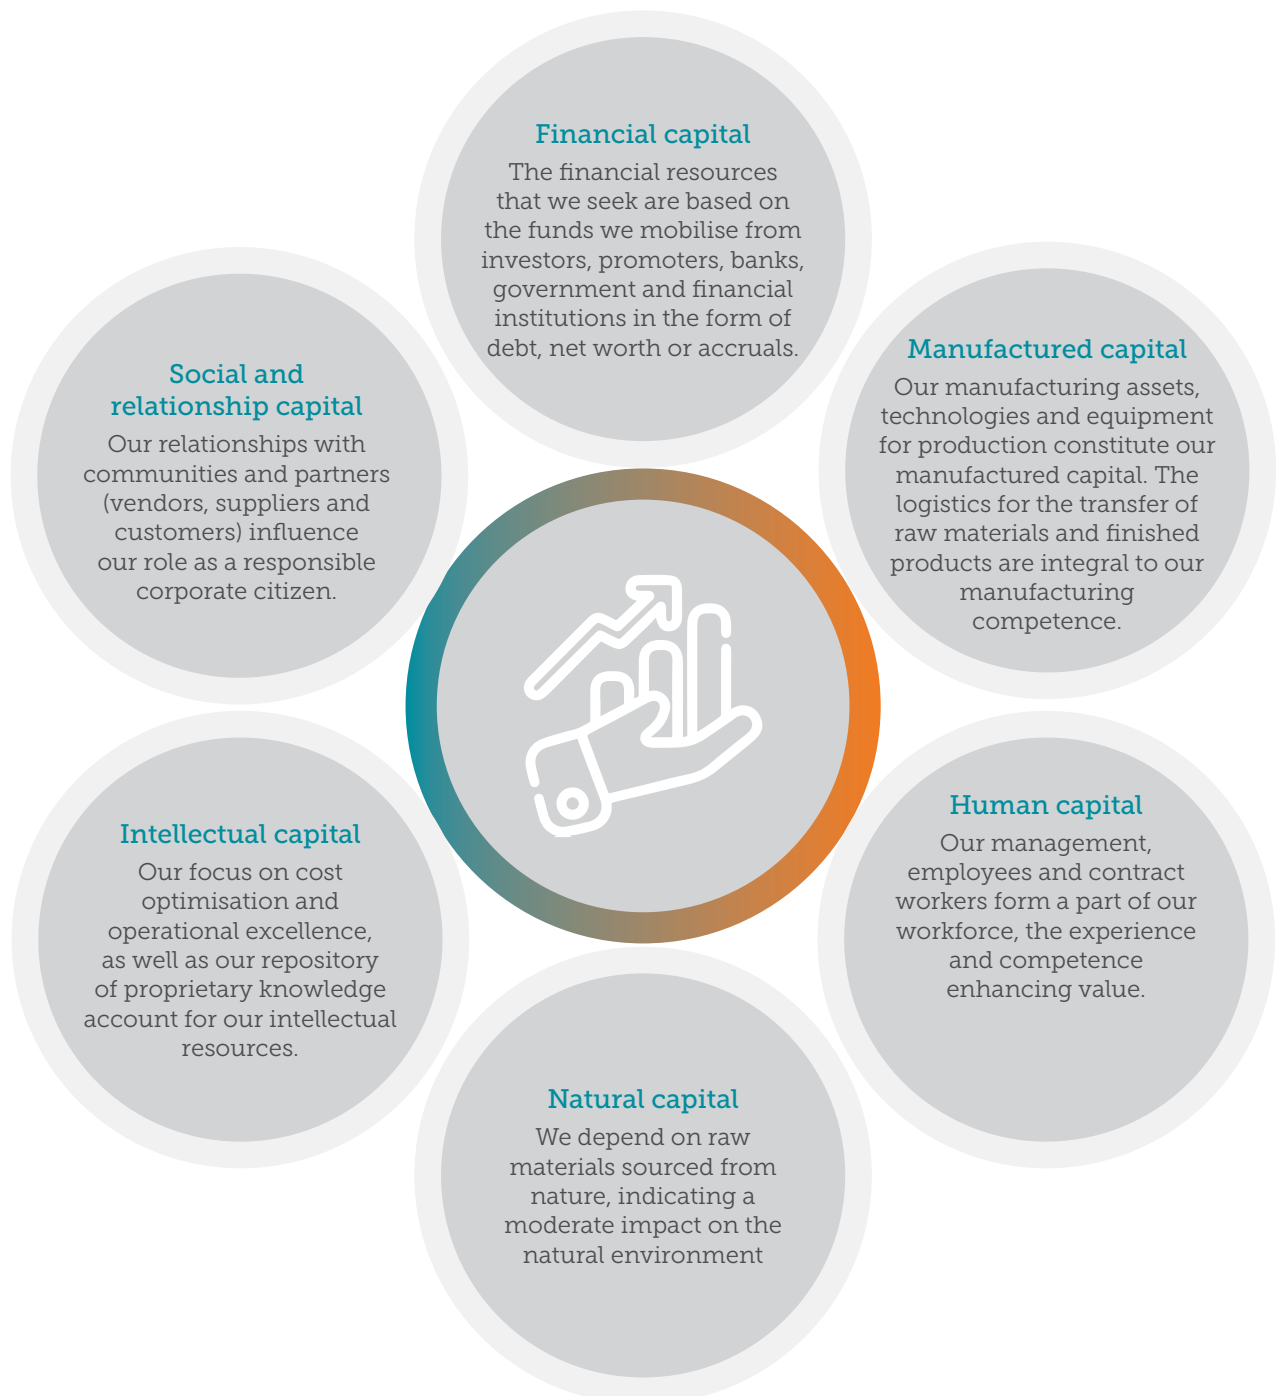 Financial capital
The financial resources
that we seek are based on
the funds we mobilise from
investors, promoters, banks,
government and financial
institutions in the form of
debt, net worth or accruals.
Manufactured capital
Our manufacturing assets,
technologies and equipment
for production constitute our
manufactured capital. The
logistics for the transfer of
raw materials and finished
products are integral to our
manufacturing
competence.
Human capital
Our management,
employees and contract
workers form a part of our
workforce, the experience
and competence
enhancing value.
Natural capital
We depend on raw
materials sourced from
nature, indicating a
moderate impact on the
natural environment
Intellectual capital
Our focus on cost
optimisation and
operational excellence,
as well as our repository
of proprietary knowledge
account for our intellectual
resources.
Social and
relationship capital
Our relationships with
communities and partners
(vendors, suppliers and
customers) influence
our role as a responsible
corporate citizen.